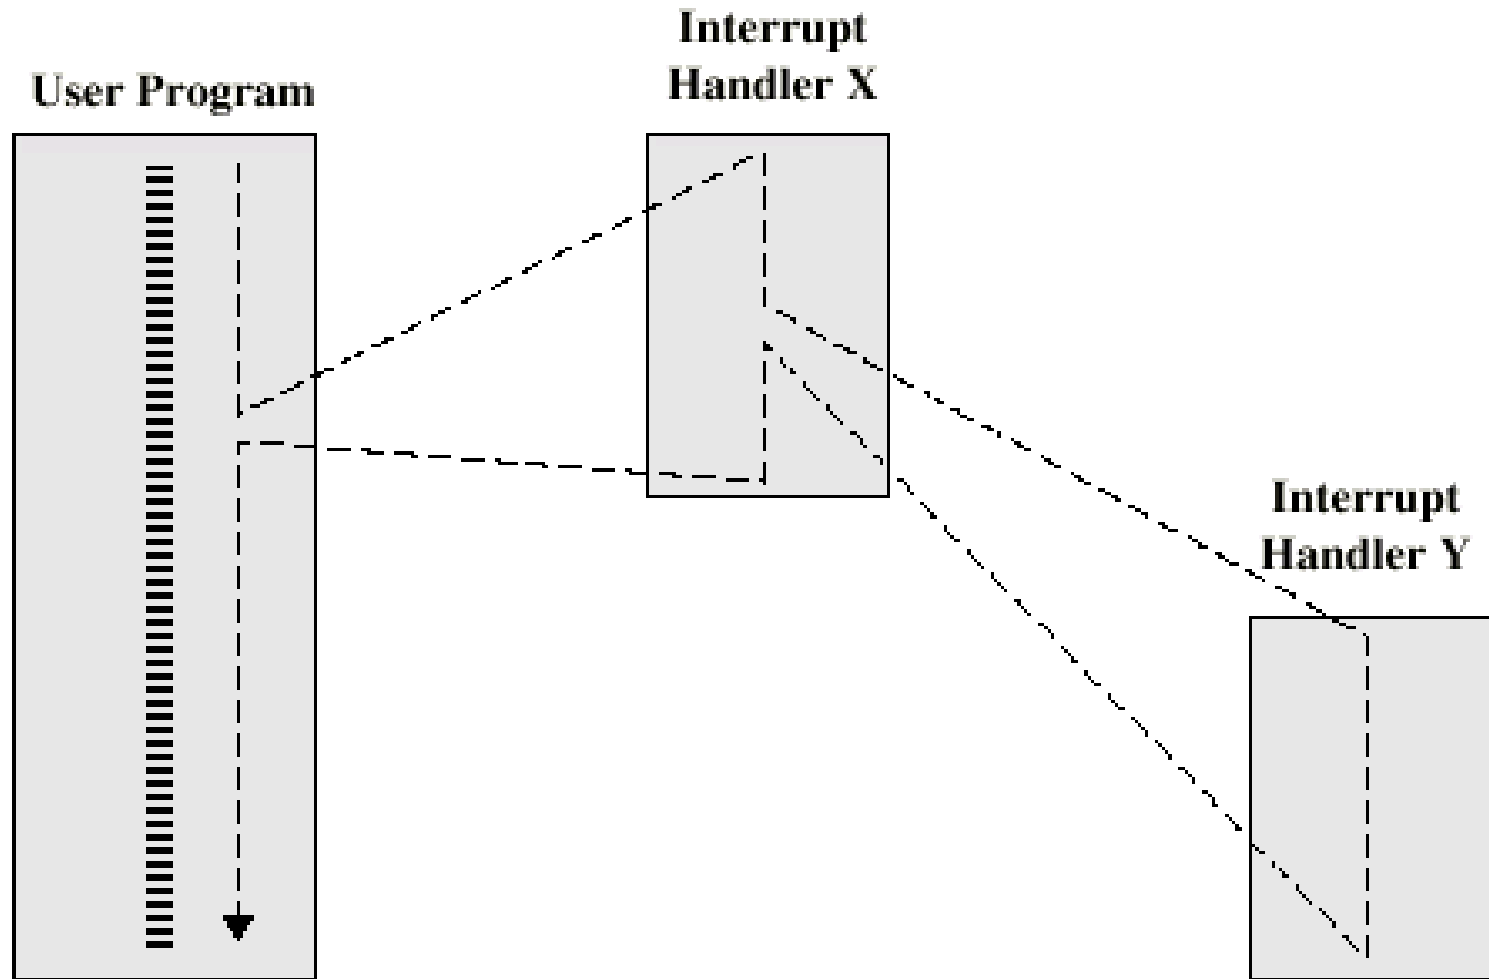 User Program
Interrupt
Handler X
Interrupt
Handler Y